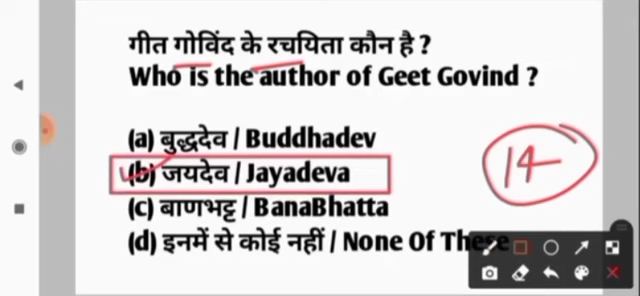 गीत गोविंद के रचयिता कौन है ?
Who is the author of Geet Govind ?
(a) बुद्धदेव / Buddhadev
(b) जयदेव / Jayadeva
14
(c) बाणभट्ट / BanaBhatta
(d) इनमें से कोई नहीं / None Of These